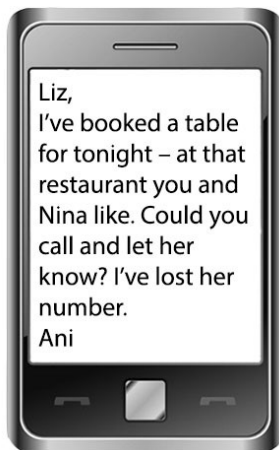 Liz,
I've booked a table
for tonight – at that
restaurant you and
Nina like. Could you
call and let her
know? I've lost her
number.
Ani